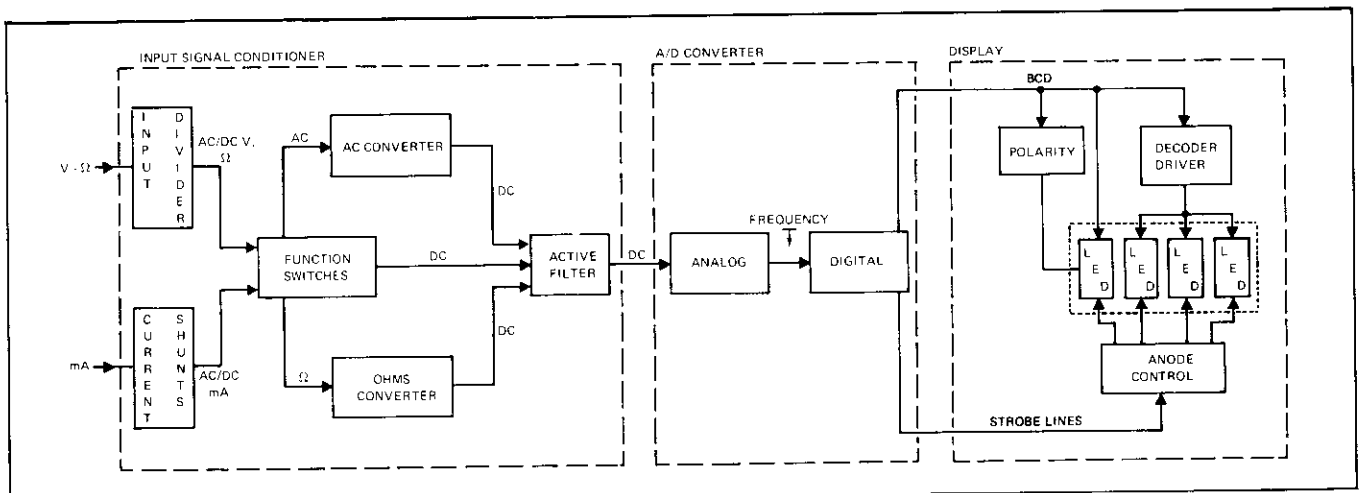 INPUT SIGNAL CONDITIONER
V - Ω
INPUT
DIVIDER
AC/DC V,
Ω
mA
CURRENT
SHUNTS
AC/DC
mA
FUNCTION
SWITCHES
AC
AC CONVERTER
DC
DC
Ω
OHMS
CONVERTER
DC
ACTIVE
FILTER
DC
A/D CONVERTER
ANALOG
FREQUENCY
DIGITAL
DISPLAY
BCD
POLARITY
DECODER
DRIVER
LED
LED
LED
LED
ANODE
CONTROL
STROBE LINES